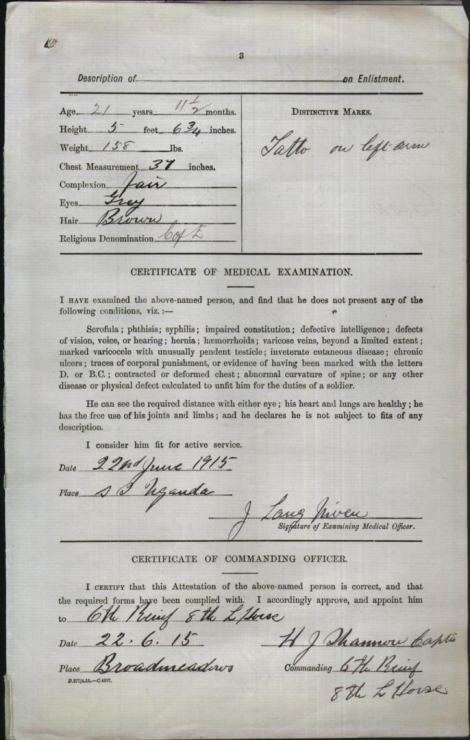 3
Description of on Enlistment.
Age 21 years 11 1/2 months.
Height 5 feet 6 3/4 inches.
Weight 158 lbs.
Chest Measurement 37 inches.
Complexion Fair
Eyes Grey
Hair Brown
Religious Denomination C of E
Distinctive Marks.
Tatto on left arm
CERTIFICATE OF MEDICAL EXAMINATION.
I HAVE examined the above-named person, and find that he does not present any of the
following conditions, viz. :—
Scrofula; phthisis; syphilis; impaired constitution; defective intelligence; defects
of vision, voice, or hearing; hernia; hæmorrhoids; varicose veins, beyond a limited extent;
marked varicocele with unusually pendent testicle; inveterate cutaneous disease; chronic
ulcers; traces of corporal punishment, or evidence of having been marked with the letters
D. or B.C.; contracted or deformed chest; abnormal curvature of spine; or any other
disease or physical defect calculated to unfit him for the duties of a soldier.
He can see the required distance with either eye; his heart and lungs are healthy; he
has the free use of his joints and limbs; and he declares he is not subject to fits of any
description.
I consider him fit for active service.
Date 22nd June 1915
Place S S Uganda
J Lang Niven
Signature of Examining Medical Officer.
CERTIFICATE OF COMMANDING OFFICER.
I CERTIFY that this Attestation of the above-named person is correct, and that
the required forms have been complied with. I accordingly approve, and appoint him
to 6th Reinf 8th L Horse
Date 22.6.15
H J Shannon Capt
Place Broadmeadows
Commanding 6th Reinf
8th L Horse